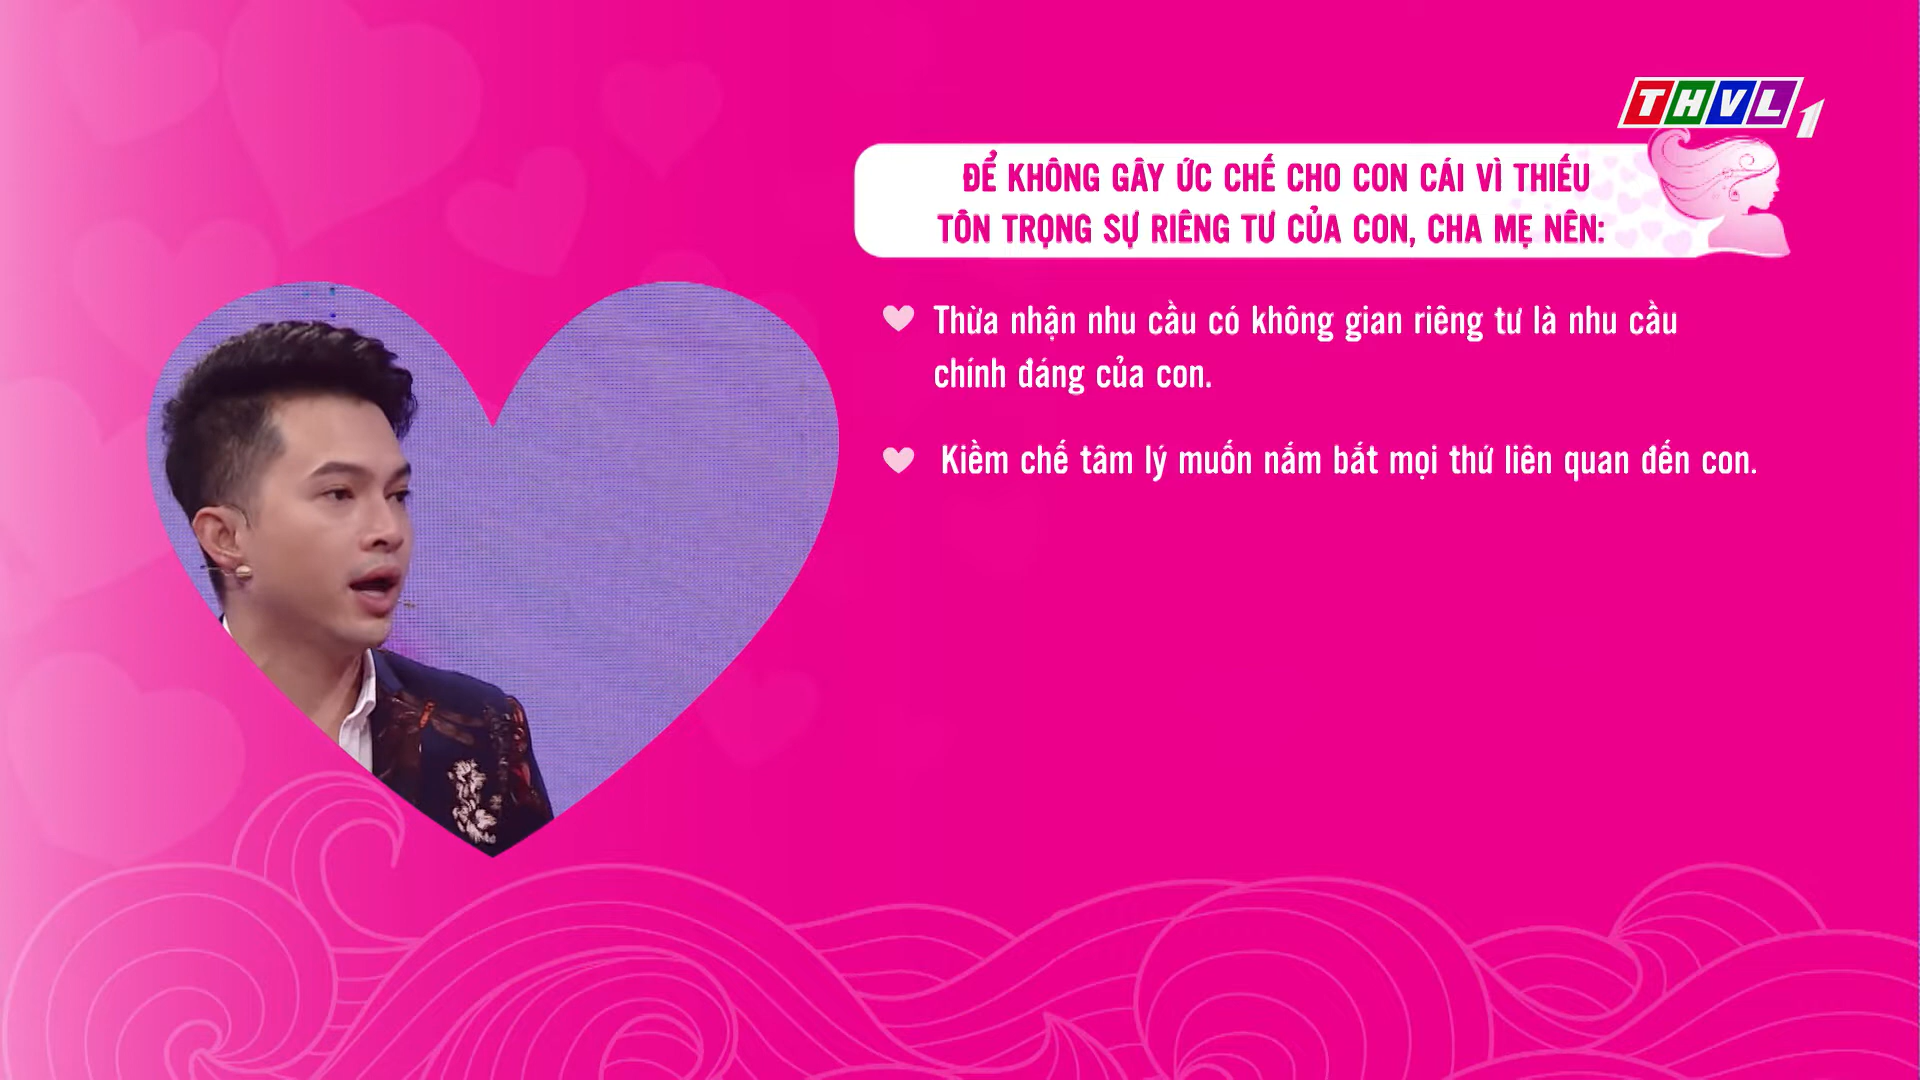 THVL1
ĐỂ KHÔNG GÂY ỨC CHẾ CHO CON CÁI VÌ THIẾU
TÔN TRỌNG SỰ RIÊNG TƯ CỦA CON, CHA MẸ NÊN:
Thừa nhận nhu cầu có không gian riêng tư là nhu cầu
chính đáng của con.
Kiềm chế tâm lý muốn nắm bắt mọi thứ liên quan đến con.